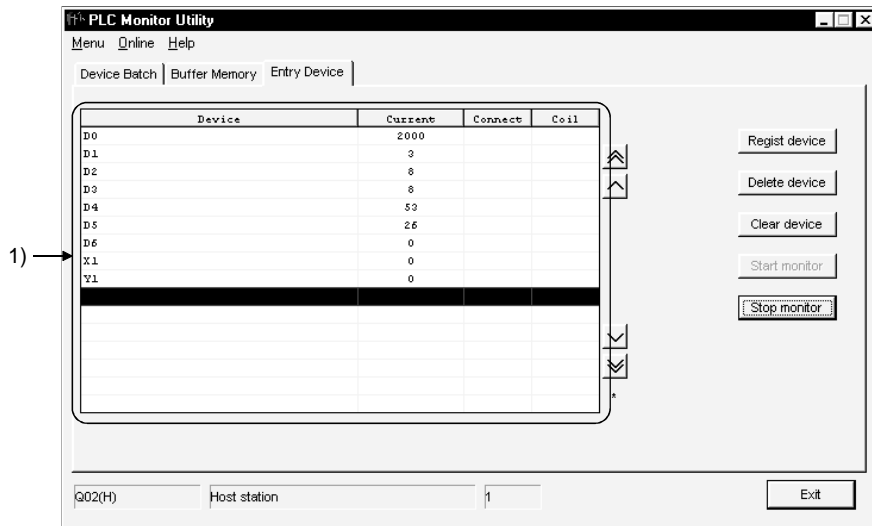 PLC Monitor Utility
Menu Online Help
Device Batch Buffer Memory Entry Device
Device Current Connect Coil
D0 2000
D1 3
D2 8
D3 8
D4 53
D5 26
D6 0
X1 0
Y1 0
1)
Regist device
Delete device
Clear device
Start monitor
Stop monitor
*
Q02(H) Host station 1
Exit